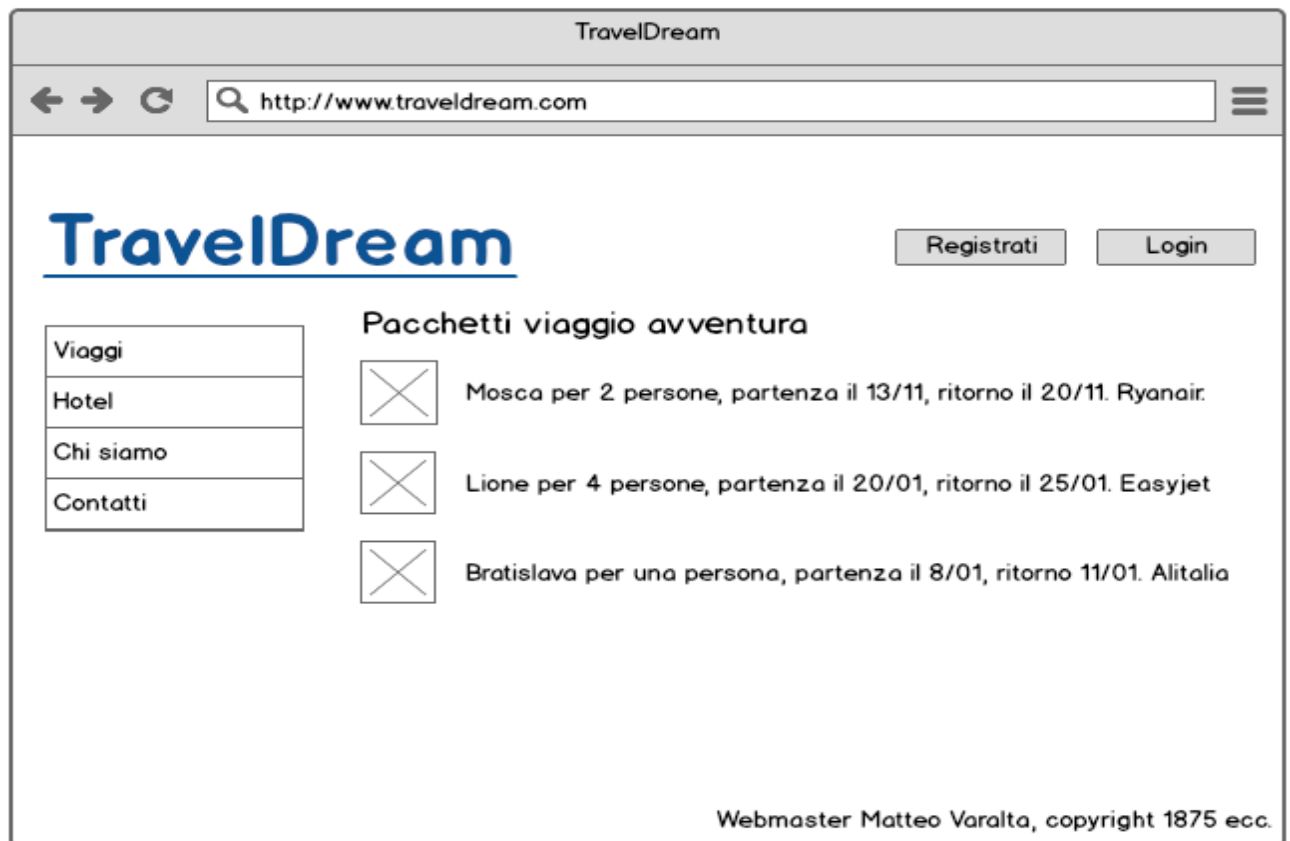 TravelDream
http://www.traveldream.com
TravelDream
Registrati
Login
Viaggi
Hotel
Chi siamo
Contatti
Pacchetti viaggio avventura
Mosca per 2 persone, partenza il 13/11, ritorno il 20/11. Ryanair.
Lione per 4 persone, partenza il 20/01, ritorno il 25/01. Easyjet
Bratislava per una persona, partenza il 8/01, ritorno 11/01. Alitalia
Webmaster Matteo Varalta, copyright 1875 ecc.